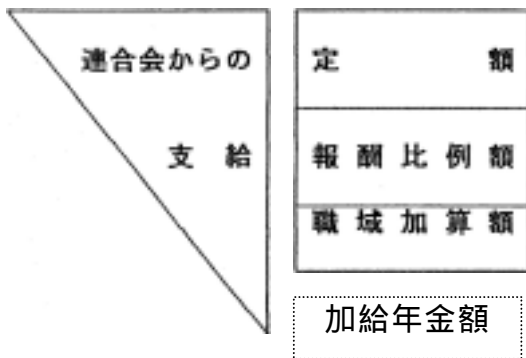 連合会からの
支給
定額
報酬比例額
職域加算額
加給年金額